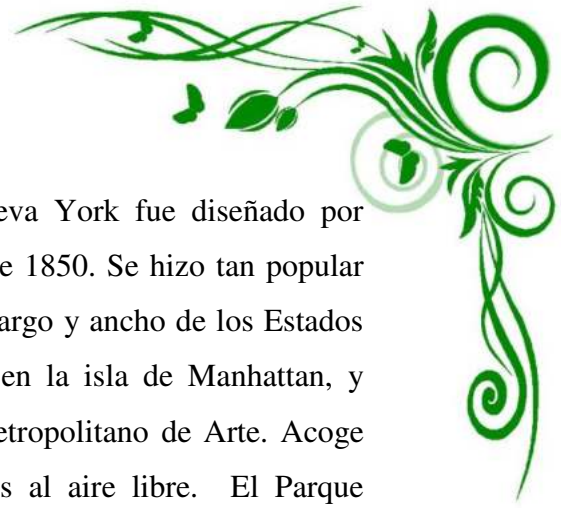 eva York fue diseñado por
e 1850. Se hizo tan popular
argo y ancho de los Estados
en la isla de Manhattan, y
etropolitano de Arte. Acoge
s al aire libre. El Parque